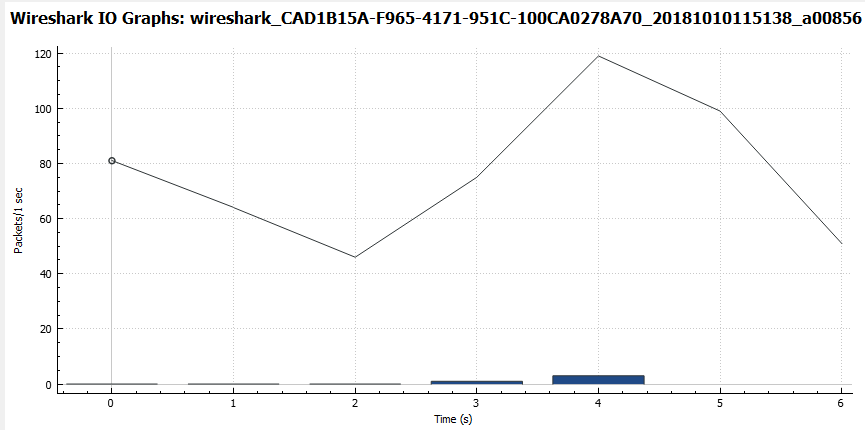 Wireshark IO Graphs: wireshark_CAD1B15A-F965-4171-951C-100CA0278A70_20181010115138_a00856
120
100
80
60
40
20
0
Packets/1 sec
0 1 2 3 4 5 6
Time (s)